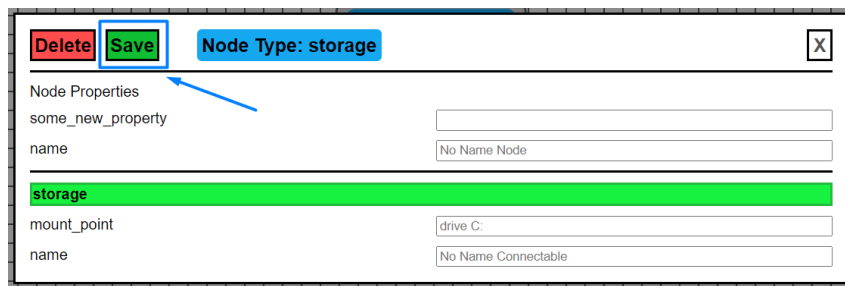 Delete Save Node Type: storage X
Node Properties
some_new_property
name No Name Node
storage
mount_point drive C:
name No Name Connectable